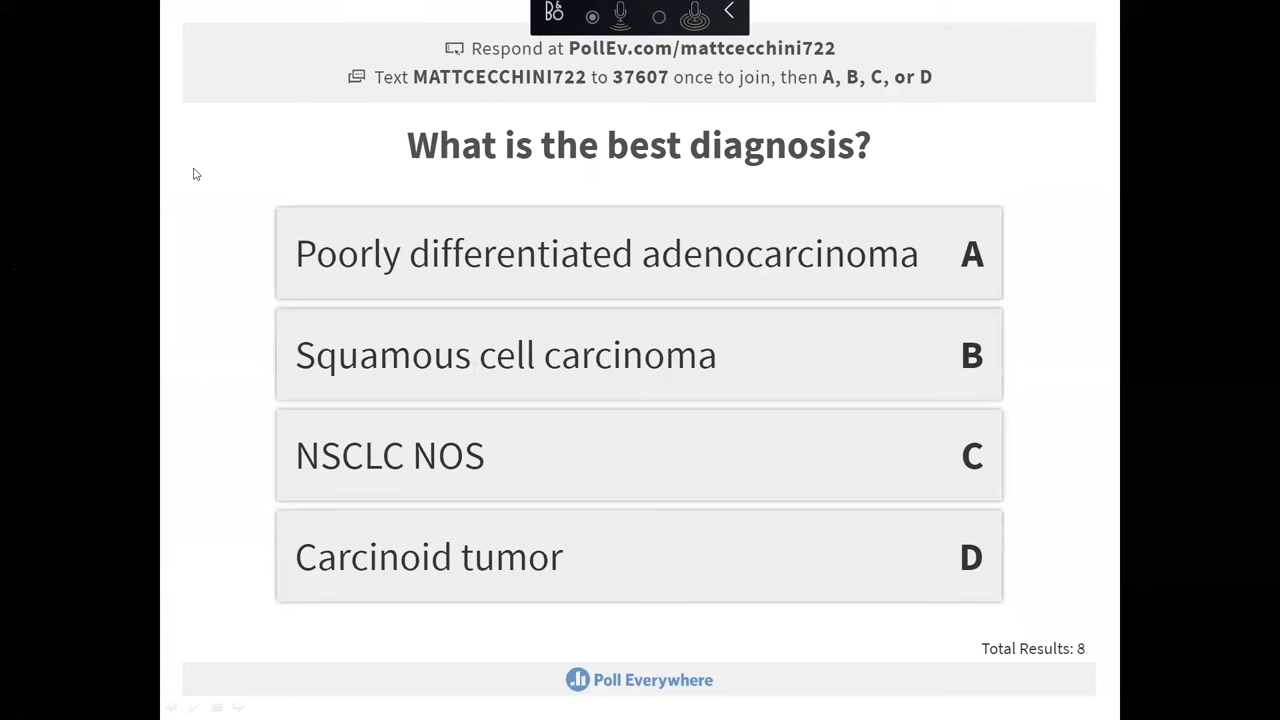 Respond at PollEv.com/mattcecchini722
Text MATTCECCHINI722 to 37607 once to join, then A, B, C, or D
What is the best diagnosis?
Poorly differentiated adenocarcinoma A
Squamous cell carcinoma B
NSCLC NOS C
Carcinoid tumor D
Total Results: 8
Poll Everywhere